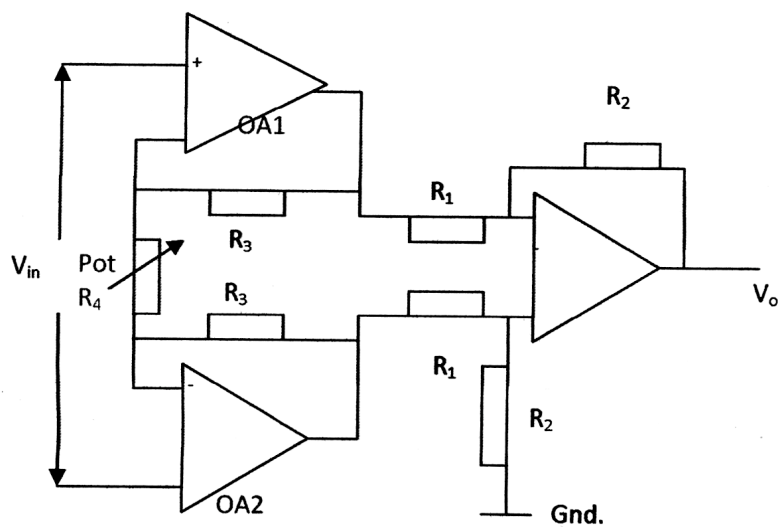 +
OA1
R₂
R₁
R₃
-
Vᵢₙ
Pot
R₄
R₃
Vₒ
R₁
-
R₂
OA2
Gnd.